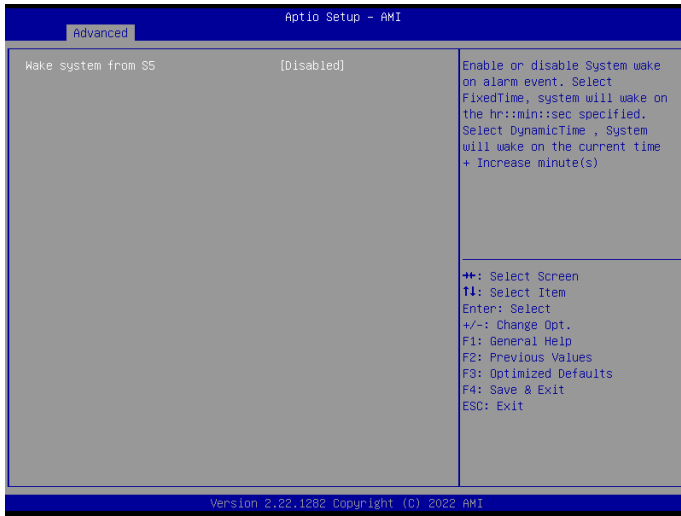 Aptio Setup – AMI
Advanced
Wake system from S5 [Disabled]
Enable or disable System wake
on alarm event. Select
FixedTime, system will wake on
the hr::min::sec specified.
Select DynamicTime , System
will wake on the current time
+ Increase minute(s)
→←: Select Screen
↑↓: Select Item
Enter: Select
+/-: Change Opt.
F1: General Help
F2: Previous Values
F3: Optimized Defaults
F4: Save & Exit
ESC: Exit
Version 2.22.1282 Copyright (C) 2022 AMI